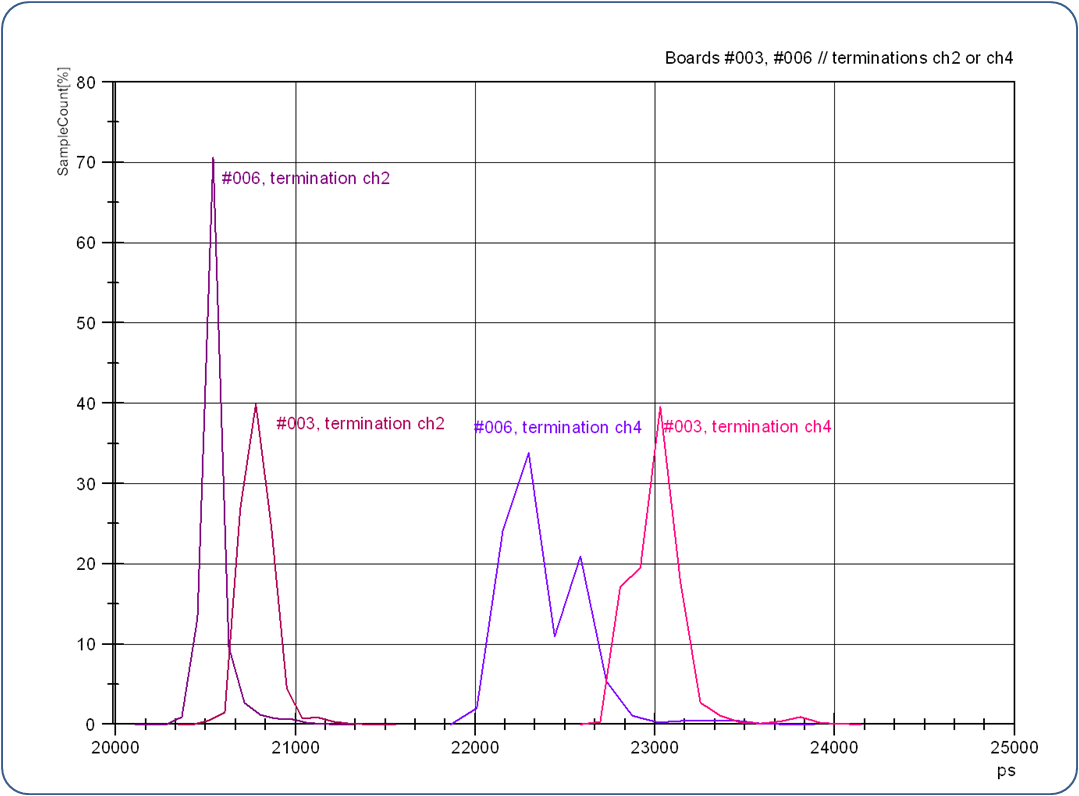 Boards #003, #006 // terminations ch2 or ch4
SampleCount[%]
80
70
60
50
40
30
20
10
0
#006, termination ch2
#003, termination ch2
#006, termination ch4
#003, termination ch4
20000
21000
22000
23000
24000
25000
ps